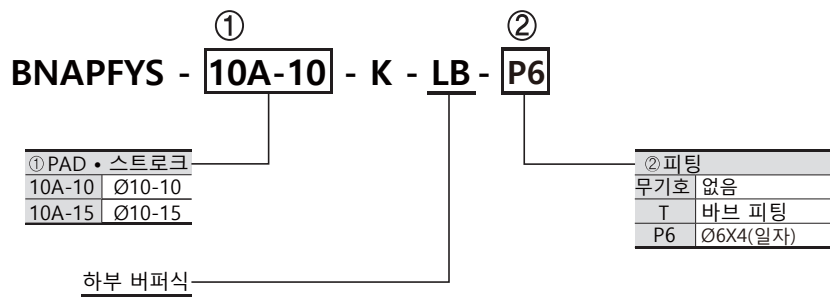 ① ②
BNAPFYS - 10A-10 - K - LB - P6
①PAD • 스트로크
10A-10 Ø10-10
10A-15 Ø10-15
②피팅
무기호 없음
T 바브 피팅
P6 Ø6X4(일자)
하부 버퍼식